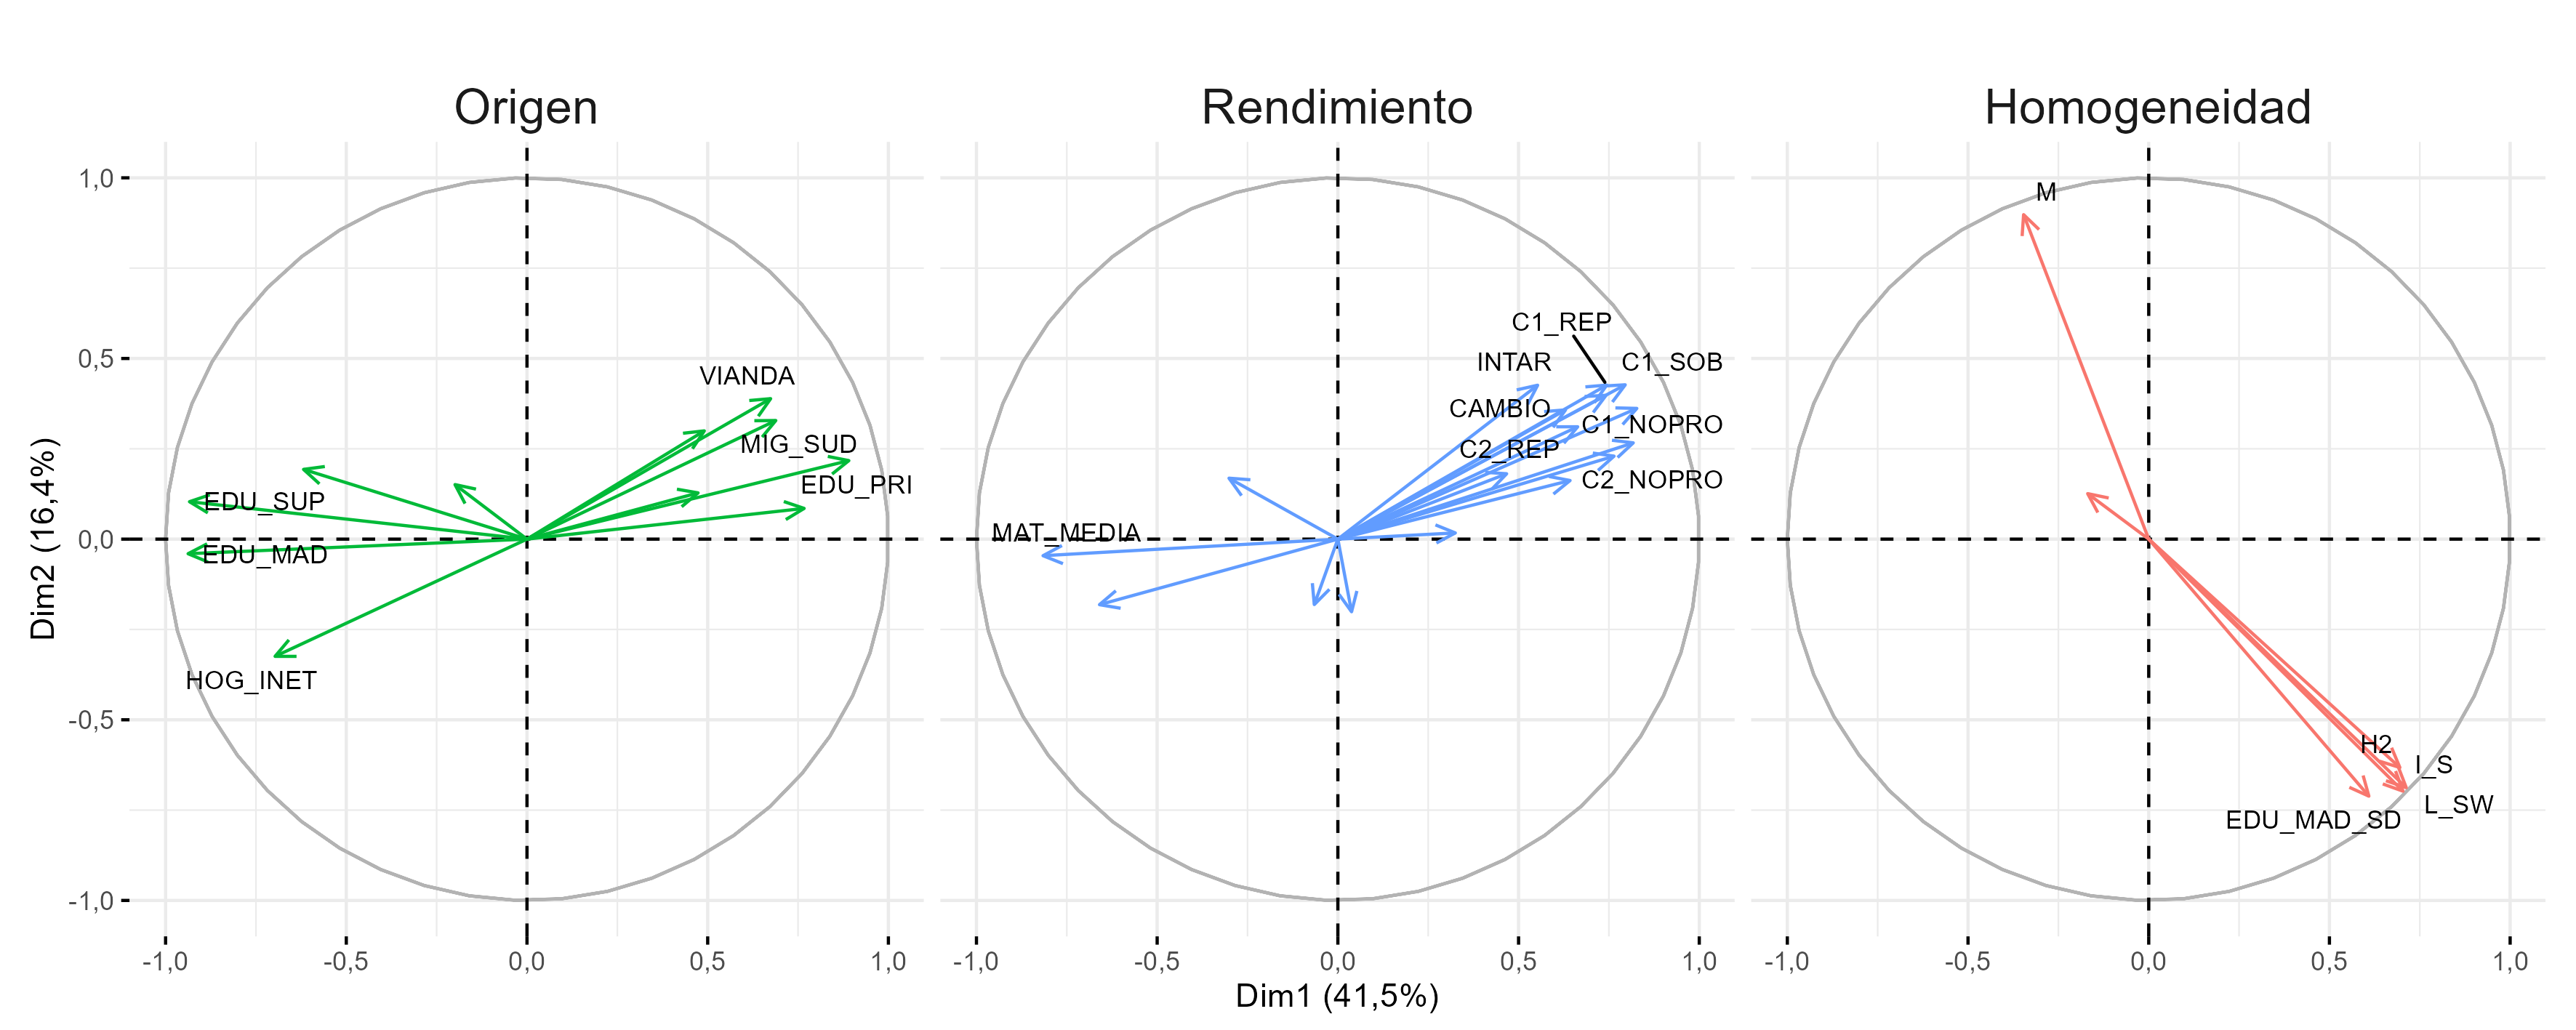 Origen
Rendimiento
Homogeneidad
Dim2 (16,4%)
1,0
0,5
0,0
-0,5
-1,0
VIANDA
MIG_SUD
EDU_PRI
EDU_SUP
EDU_MAD
HOG_INET
C1_REP
INTAR
C1_SOB
CAMBIO
C1_NOPRO
C2_REP
C2_NOPRO
MAT_MEDIA
M
H2
I_S
L_SW
EDU_MAD_SD
-1,0 -0,5 0,0 0,5 1,0
-1,0 -0,5 0,0 0,5 1,0
-1,0 -0,5 0,0 0,5 1,0
Dim1 (41,5%)